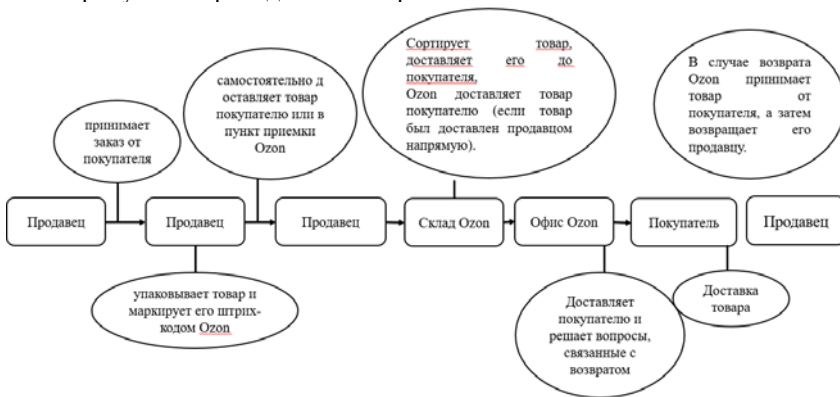 Сортирует товар,
доставляет его до
покупателя,
Ozon доставляет товар
покупателю (если товар
был доставлен продавцом
напрямую).
В случае возврата
Ozon принимает
товар от
покупателя, а затем
возвращает его
продавцу.
самостоятельно д
оставляет товар
покупателю или в
пункт приемки
Ozon
принимает
заказ от
покупателя
Продавец
Продавец
Продавец
Склад Ozon
Офис Ozon
Покупатель
Продавец
упаковывает товар и
маркирует его штрих-
кодом Ozon
Доставляет
покупателю и
решает вопросы,
связанные с
возвратом
Доставка
товара